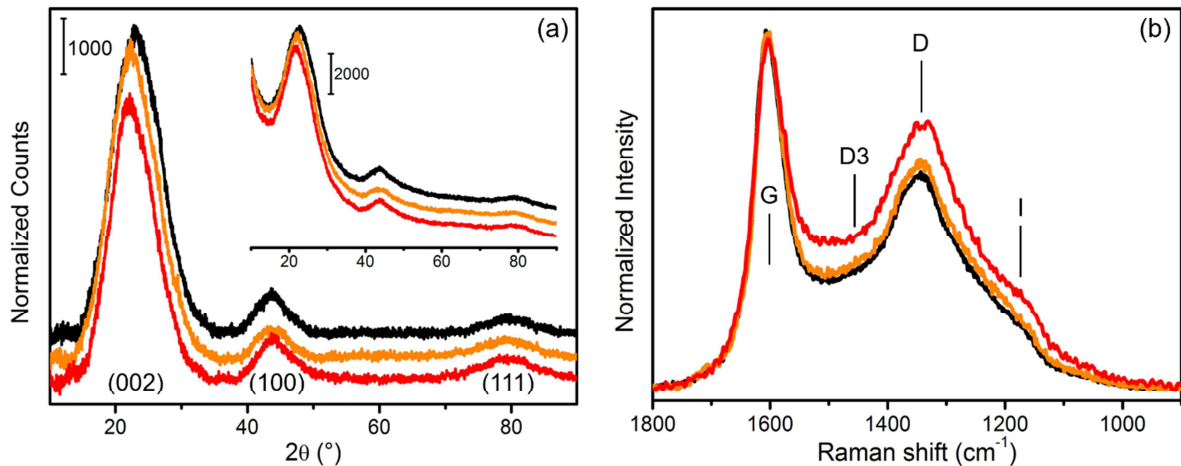 (a)
1000
2000
20 40 60 80
(002) (100) (111)
20 40 60 80
2θ (°)
Normalized Counts
(b)
D
D3
G
I
1800 1600 1400 1200 1000
Raman shift (cm⁻¹)
Normalized Intensity